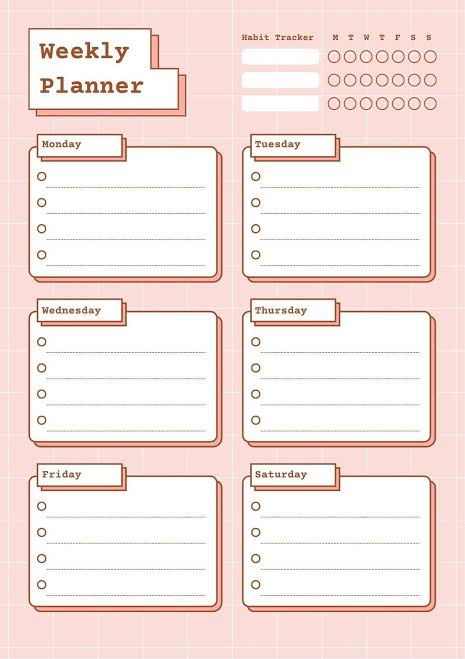 Weekly
Planner
Habit Tracker M T W T F S S
Monday
Tuesday
Wednesday
Thursday
Friday
Saturday